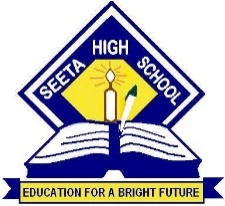 SEETA HIGH SCHOOL
EDUCATION FOR A BRIGHT FUTURE